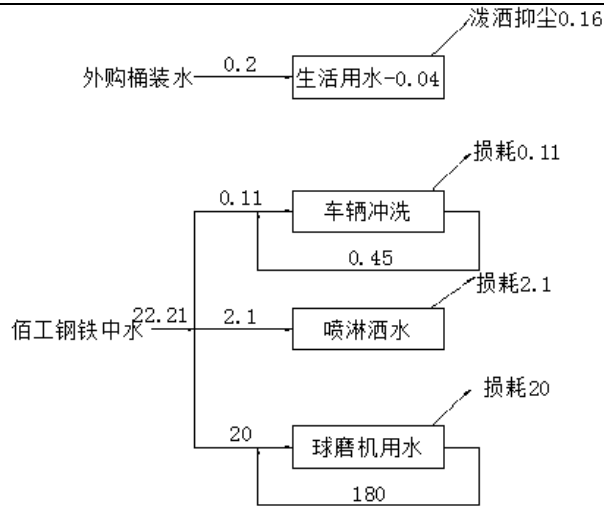 泼洒抑尘0.16
外购桶装水
0.2
生活用水-0.04
损耗0.11
0.11
车辆冲洗
0.45
损耗2.1
佰工钢铁中水
22.21
2.1
喷淋洒水
损耗20
20
球磨机用水
180